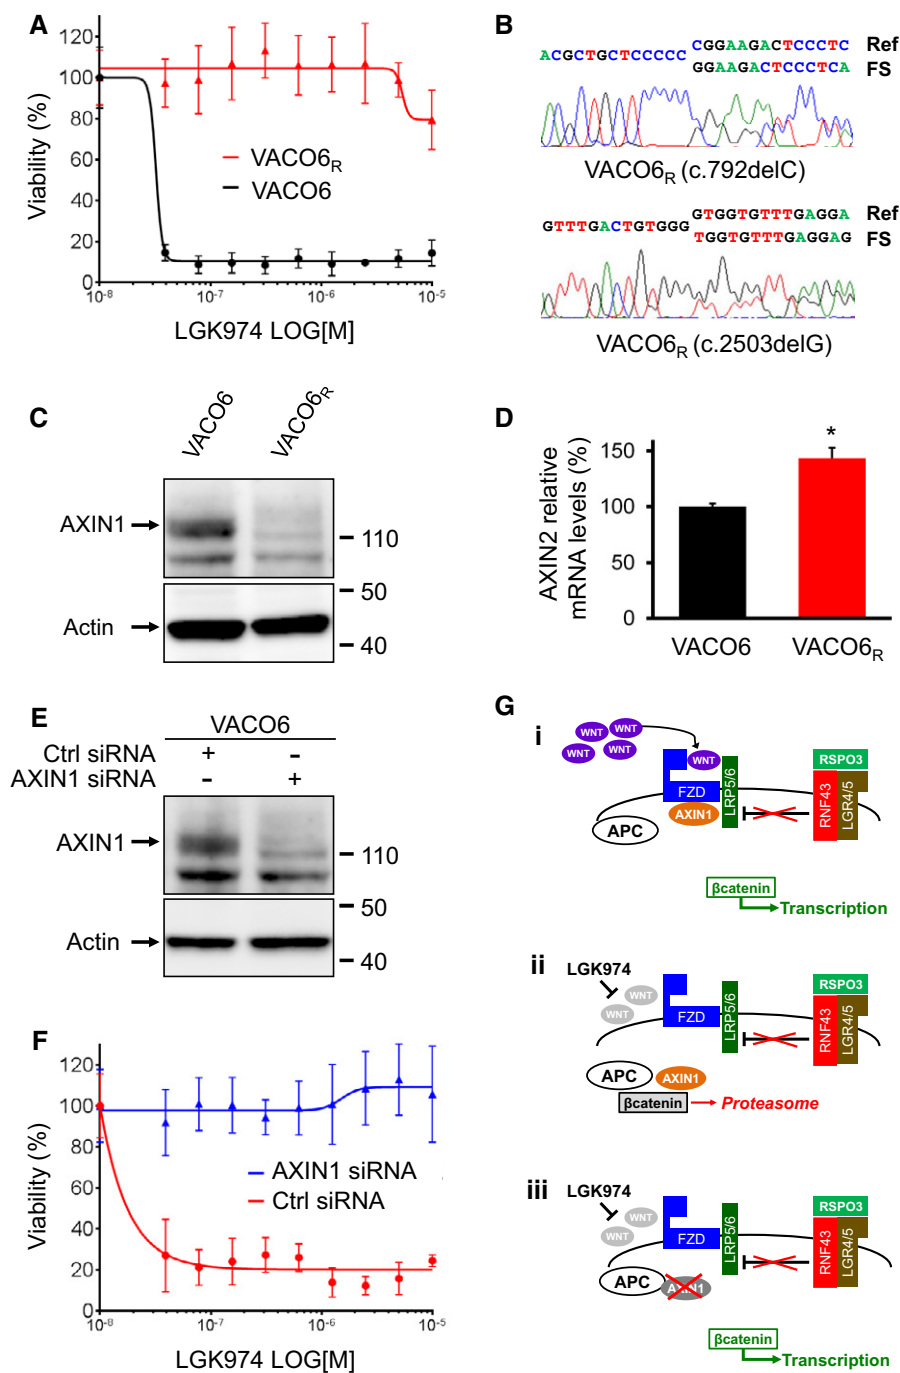 A
120
100
80
60
40
20
0
Viability (%)
VACO6R
VACO6
10-8
10-7
10-6
10-5
LGK974 LOG[M]
B
ACGCTGCTCCCCC
CGGAAGACTCCCTC Ref
GGAAGACTCCCTCA FS
VACO6R (c.792delC)
GTTTGACTGTGGG
GTGGTGTTTGAGGA Ref
TGGTGTTTGAGGAG FS
VACO6R (c.2503delG)
C
VACO6
VACO6R
AXIN1
110
50
Actin
40
D
AXIN2 relative
mRNA levels (%)
150
100
50
0
*
VACO6
VACO6R
E
VACO6
Ctrl siRNA + -
AXIN1 siRNA - +
AXIN1
110
50
Actin
40
F
120
100
80
60
40
20
0
Viability (%)
AXIN1 siRNA
Ctrl siRNA
10-8
10-7
10-6
10-5
LGK974 LOG[M]
G
i
WNT
WNT
WNT
WNT
WNT
FZD
AXIN1
LRP5/6
APC
RSPO3
RNF43
LGR4/5
βcatenin
Transcription
ii
LGK974
WNT
WNT
FZD
LRP5/6
RSPO3
RNF43
LGR4/5
APC
AXIN1
βcatenin
Proteasome
iii
LGK974
WNT
WNT
FZD
LRP5/6
RSPO3
RNF43
LGR4/5
APC
AXIN1
βcatenin
Transcription